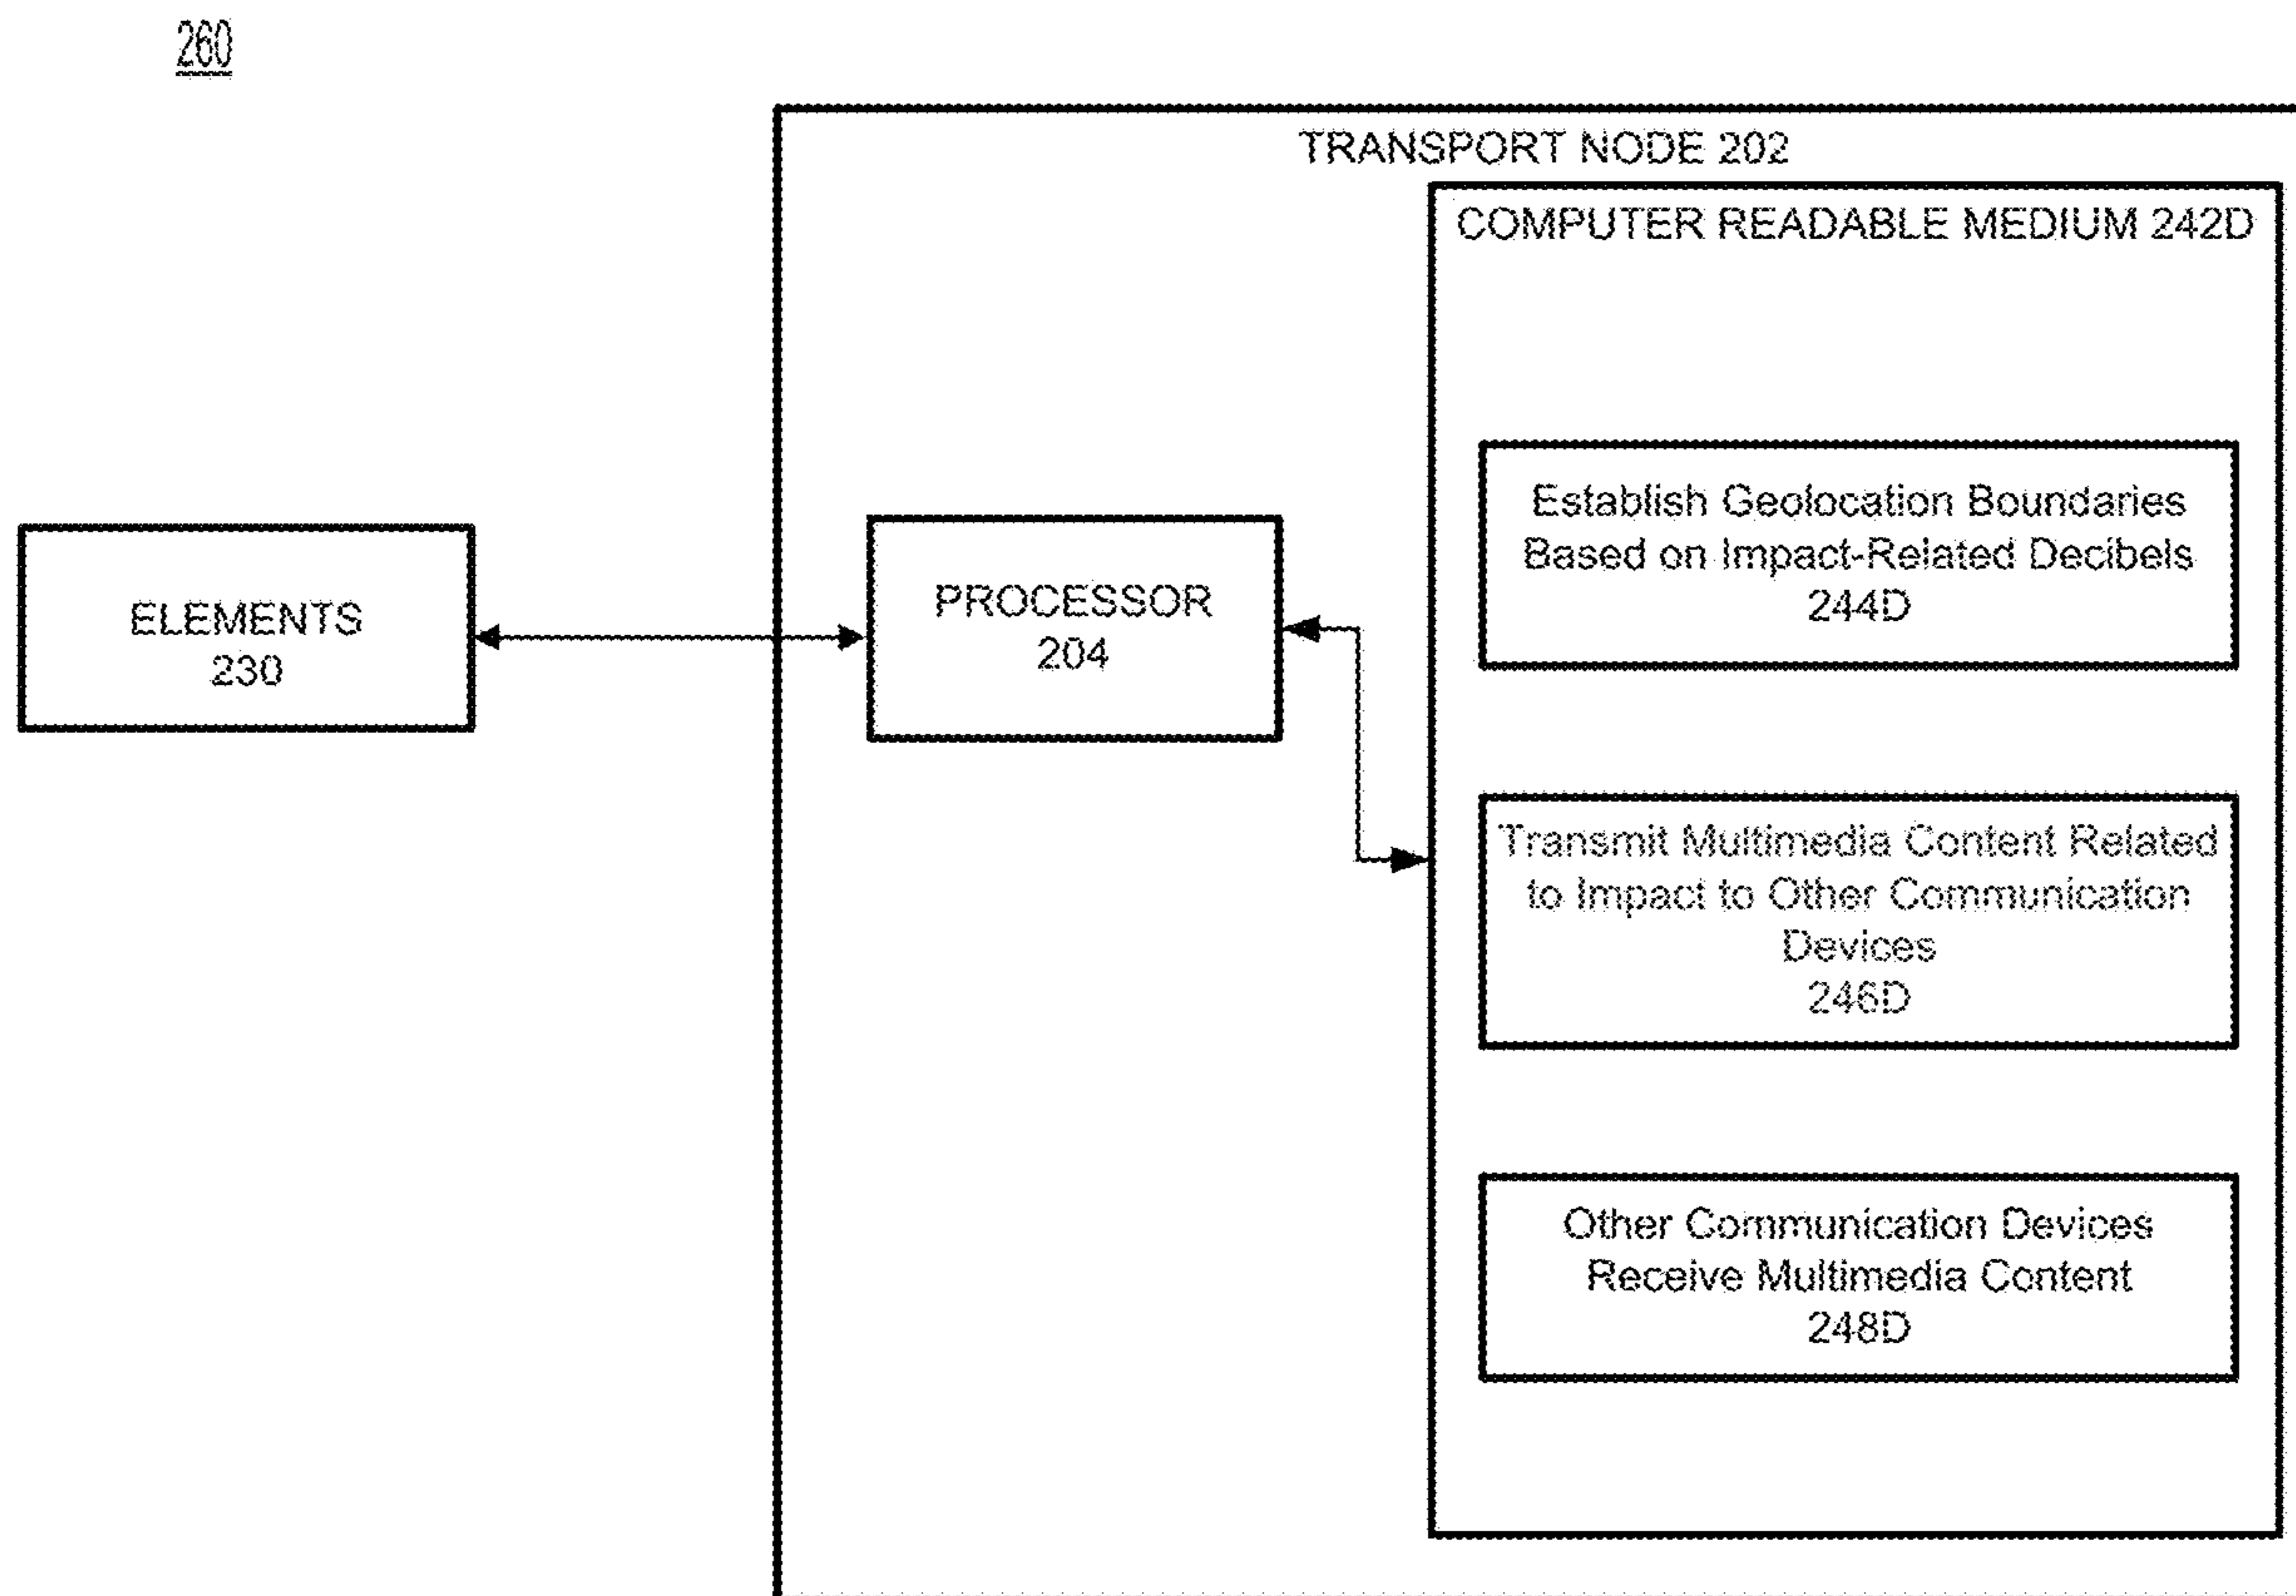 260
TRANSPORT NODE 202
COMPUTER READABLE MEDIUM 242D
ELEMENTS
230
PROCESSOR
204
Establish Geolocation Boundaries
Based on Impact-Related Decibels
244D
Transmit Multimedia Content Related
to Impact to Other Communication
Devices
246D
Other Communication Devices
Receive Multimedia Content
248D